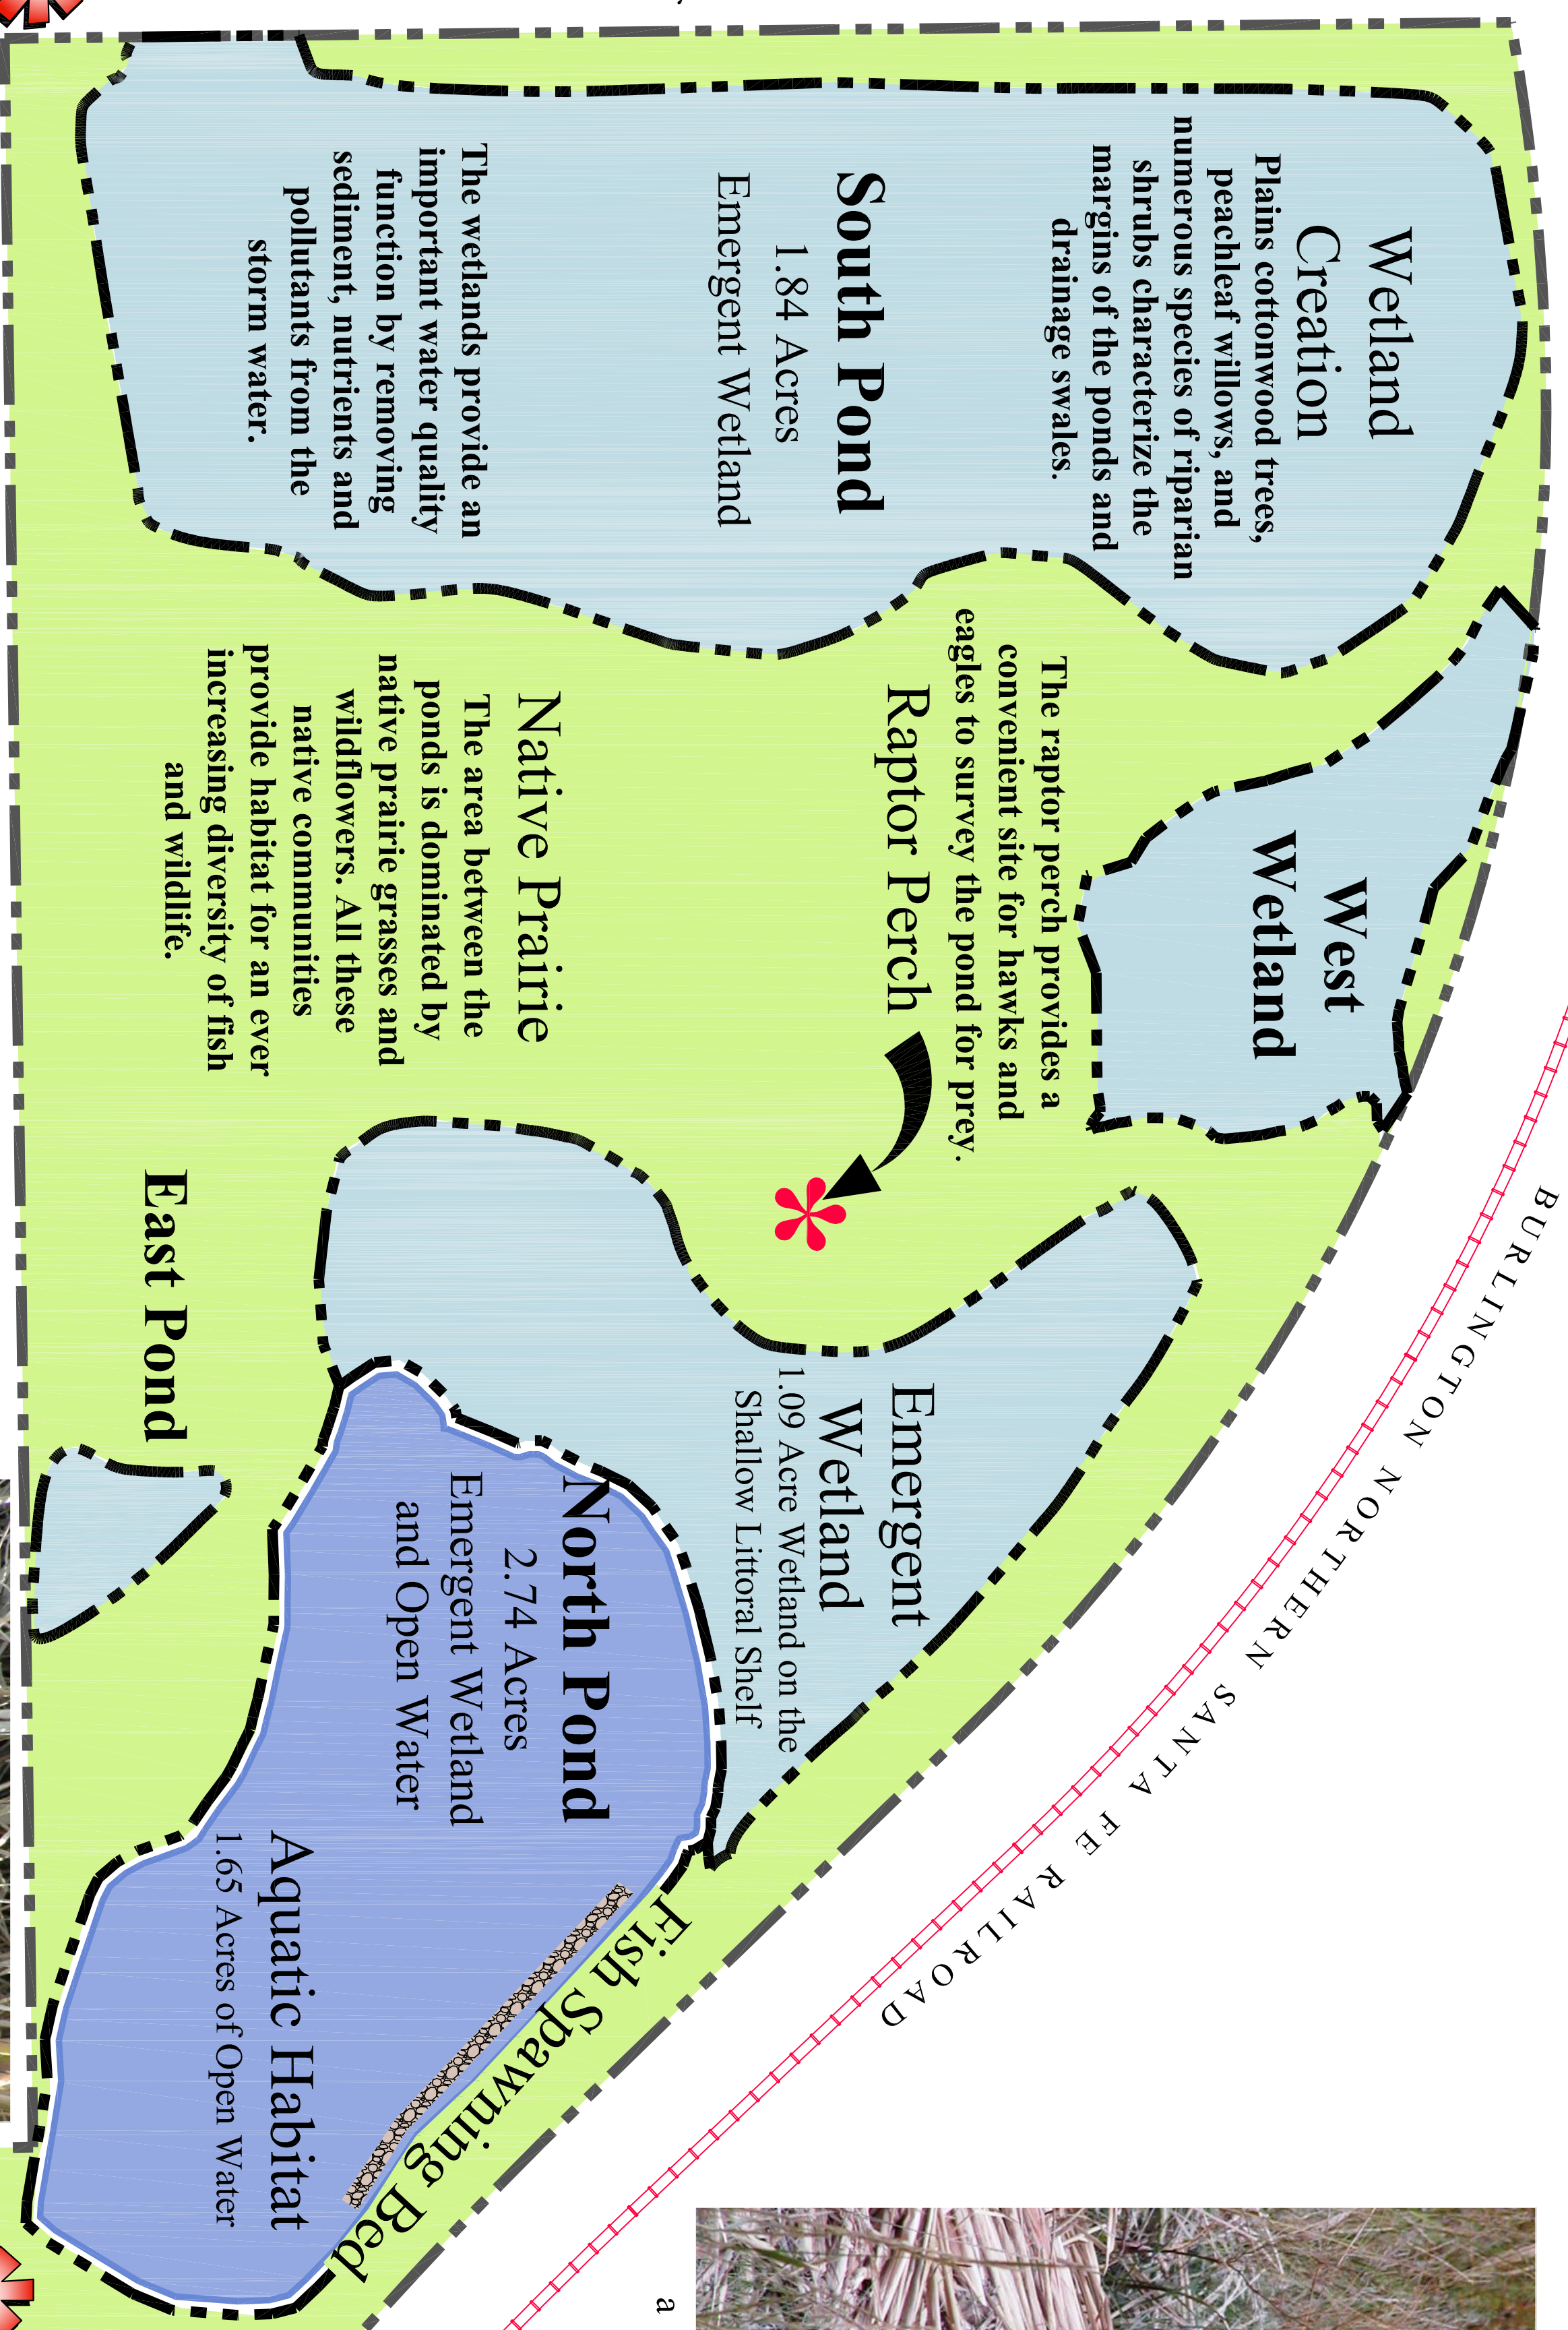 Wetland
Creation
Plains cottonwood trees,
peachleaf willows, and
numerous species of riparian
shrubs characterize the
margins of the ponds and
drainage swales.
South Pond
1.84 Acres
Emergent Wetland
The wetlands provide an
important water quality
function by removing
sediment, nutrients and
pollutants from the
storm water.
West
Wetland
The raptor perch provides a
convenient site for hawks and
eagles to survey the pond for prey.
Raptor Perch
Native Prairie
The area between the
ponds is dominated by
native prairie grasses and
wildflowers. All these
native communities
provide habitat for an ever
increasing diversity of fish
and wildlife.
East Pond
Emergent
Wetland
1.09 Acre Wetland on the
Shallow Littoral Shelf
North Pond
2.74 Acres
Emergent Wetland
and Open Water
Aquatic Habitat
1.65 Acres of Open Water
Fish Spawning Bed
BURLINGTON NORTHERN SANTA FE RAILROAD
a